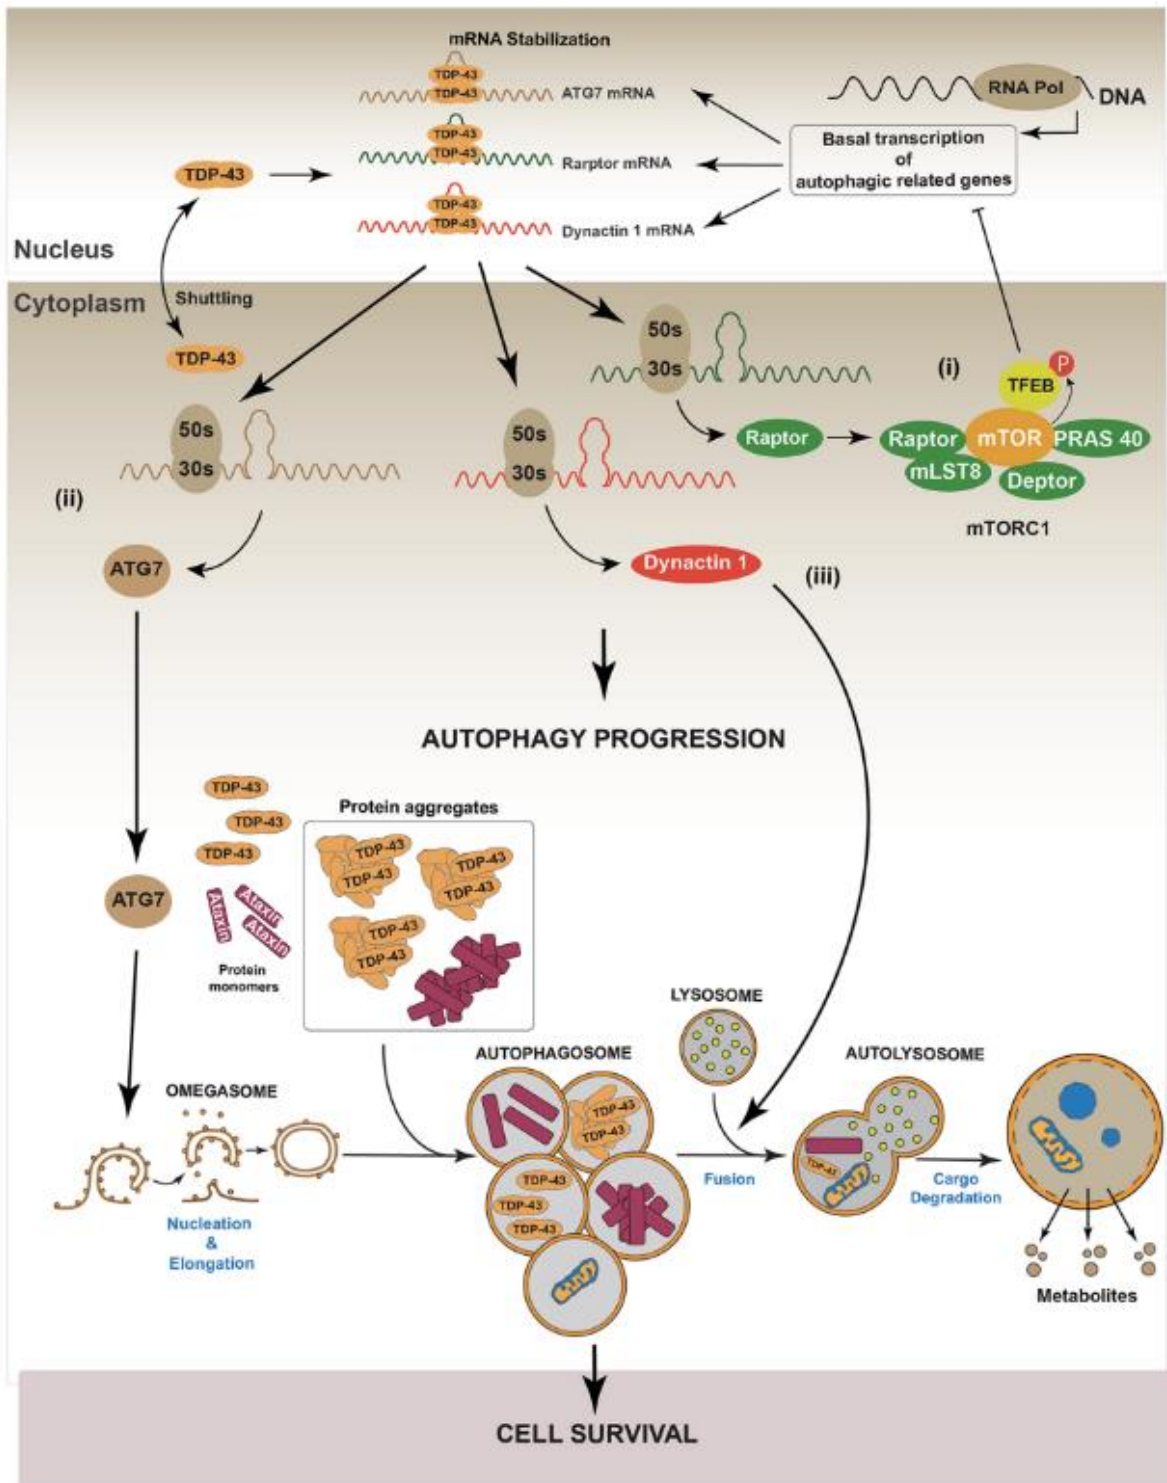 mRNA Stabilization
TDP-43
TDP-43
ATG7 mRNA
TDP-43
TDP-43
Rarptor mRNA
TDP-43
TDP-43
Dynactin 1 mRNA
RNA Pol
DNA
Basal transcription
of
autophagic related genes
TDP-43
Nucleus
Cytoplasm
Shuttling
TDP-43
50s
30s
(ii)
ATG7
50s
30s
Dynactin 1
(iii)
50s
30s
Raptor
(i)
P
TFEB
Raptor
mTOR
PRAS 40
mLST8
Deptor
mTORC1
AUTOPHAGY PROGRESSION
TDP-43
TDP-43
TDP-43
ATG7
Ataxin
Ataxin
Ataxin
Protein
monomers
Protein aggregates
TDP-43
TDP-43
TDP-43
TDP-43
TDP-43
TDP-43
LYSOSOME
OMEGASOME
AUTOPHAGOSOME
AUTOLYSOSOME
TDP-43
TDP-43
TDP-43
TDP-43
TDP-43
TDP-43
Nucleation
&
Elongation
Fusion
Cargo
Degradation
Metabolites
CELL SURVIVAL